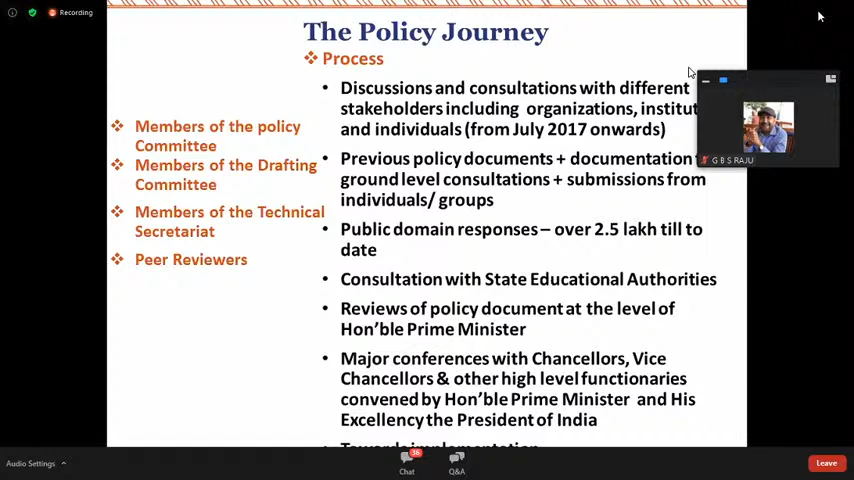 Recording
The Policy Journey
❖ Process
• Discussions and consultations with different
stakeholders including organizations,
and individuals (from July 2017 onwards)
• Previous policy documents + documentation
ground level consultations + submissions from
individuals/ groups
• Public domain responses – over 2.5 lakh till to
date
• Consultation with State Educational Authorities
• Reviews of policy document at the level of
Hon'ble Prime Minister
• Major conferences with Chancellors, Vice
Chancellors & other high level functionaries
convened by Hon'ble Prime Minister and His
Excellency the President of India
❖ Members of the policy
Committee
❖ Members of the Drafting
Committee
❖ Members of the Technical
Secretariat
❖ Peer Reviewers
G B S RAJU
Audio Settings
36
Chat
Q&A
Leave